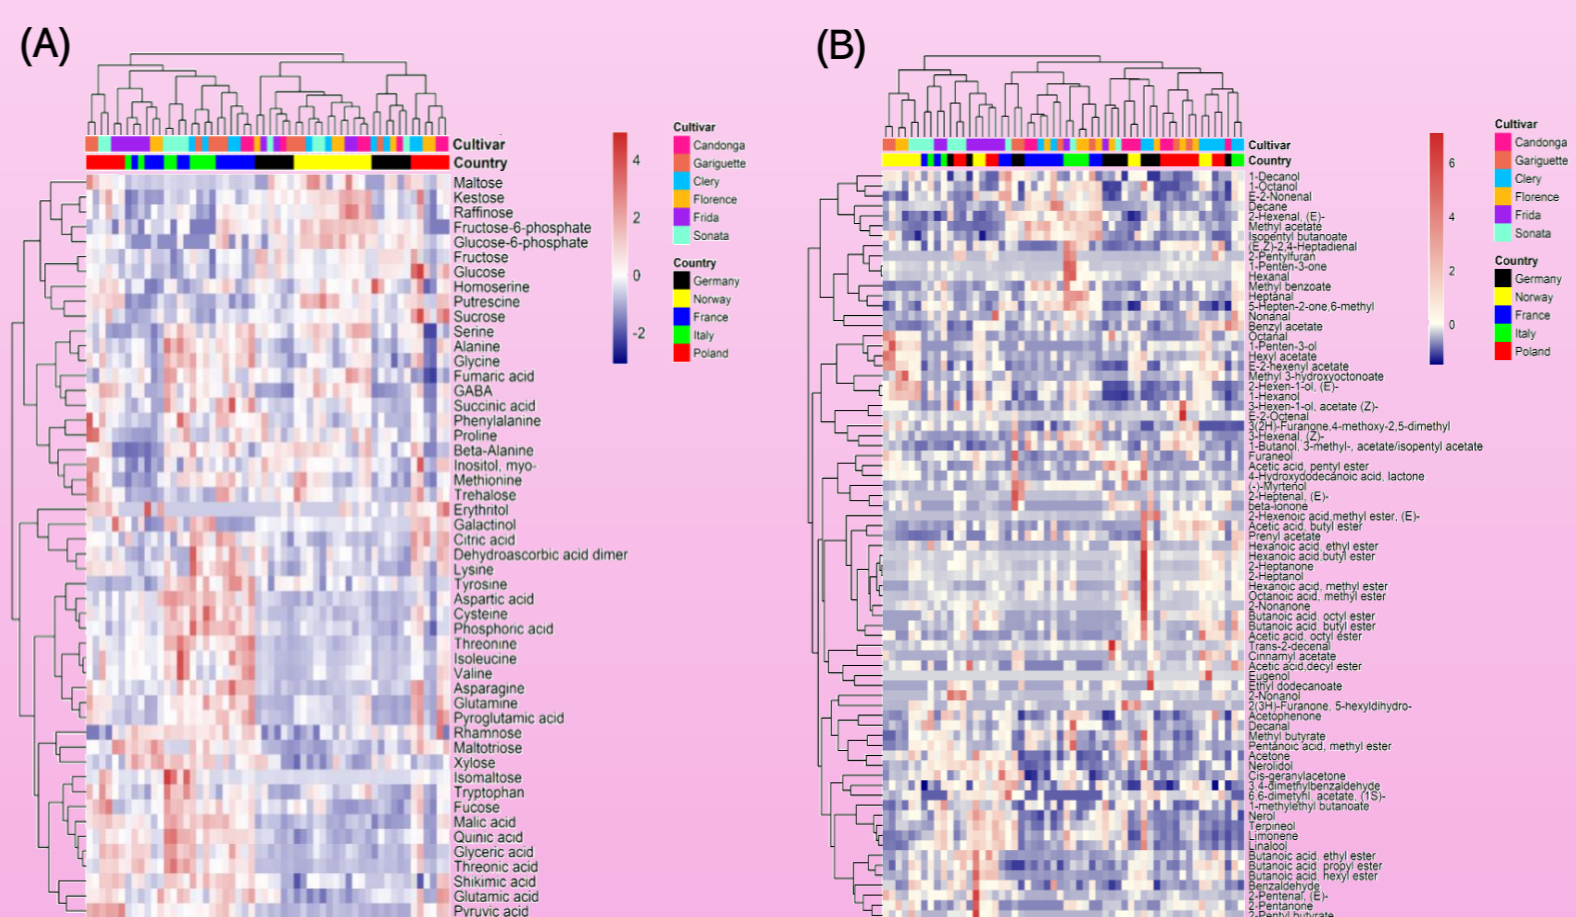 (A)
Cultivar
Country
Maltose
Kestose
Raffinose
Fructose-6-phosphate
Glucose-6-phosphate
Fructose
Glucose
Homoserine
Putrescine
Sucrose
Serine
Alanine
Glycine
Fumaric acid
GABA
Succinic acid
Phenylalanine
Proline
Beta-Alanine
Inositol, myo-
Methionine
Trehalose
Erythritol
Galactinol
Citric acid
Dehydroascorbic acid dimer
Lysine
Tyrosine
Aspartic acid
Cysteine
Phosphoric acid
Threonine
Isoleucine
Valine
Asparagine
Glutamine
Pyroglutamic acid
Rhamnose
Maltotriose
Xylose
Isomaltose
Tryptophan
Fucose
Malic acid
Quinic acid
Glyceric acid
Threonic acid
Shikimic acid
Glutamic acid
Pyruvic acid
4
2
0
-2
Cultivar
Candonga
Gariguette
Clery
Florence
Frida
Sonata
Country
Germany
Norway
France
Italy
Poland
(B)
Cultivar
Country
1-Decanol
1-Octanol
E-2-Nonenal
Decane
2-Hexenal, (E)-
Methyl acetate
Isopentyl butanoate
(E,Z)-2,4-Heptadienal
2-Pentylfuran
1-Penten-3-one
Hexanal
Methyl benzoate
Heptanal
5-Hepten-2-one,6-methyl
Nonanal
Benzyl acetate
Octanal
1-Penten-3-ol
Hexyl acetate
E-2-hexenyl acetate
Methyl 3-hydroxyoctonoate
2-Hexen-1-ol, (E)-
1-Hexanol
3-Hexen-1-ol, acetate (Z)-
E-2-Octenal
3(2H)-Furanone,4-methoxy-2,5-dimethyl
3-Hexenal, (Z)-
1-Butanol, 3-methyl-, acetate/isopentyl acetate
Furaneol
Acetic acid, pentyl ester
4-Hydroxydodecanoic acid, lactone
(-)-Myrtenol
2-Heptenal, (E)-
beta-ionone
2-Hexenoic acid,methyl ester, (E)-
Acetic acid, butyl ester
Prenyl acetate
Hexanoic acid, ethyl ester
Hexanoic acid,butyl ester
2-Heptanone
2-Heptanol
Hexanoic acid, methyl ester
Octanoic acid, methyl ester
2-Nonanone
Butanoic acid, octyl ester
Butanoic acid, butyl ester
Acetic acid, octyl ester
Trans-2-decenal
Cinnamyl acetate
Acetic acid,decyl ester
Eugenol
Ethyl dodecanoate
2-Nonanol
2(3H)-Furanone, 5-hexyldihydro-
Acetophenone
Decanal
Methyl butyrate
Pentanoic acid, methyl ester
Acetone
Nerolidol
Cis-geranylacetone
3,4-dimethylbenzaldehyde
6,6-dimetyhl, acetate, (1S)-
1-methylethyl butanoate
Nerol
Terpineol
Limonene
Linalool
Butanoic acid, ethyl ester
Butanoic acid, propyl ester
Butanoic acid, hexyl ester
Benzaldehyde
2-Pentenal, (E)-
2-Pentanone
2-Pentyl butyrate
6
4
2
0
Cultivar
Candonga
Gariguette
Clery
Florence
Frida
Sonata
Country
Germany
Norway
France
Italy
Poland